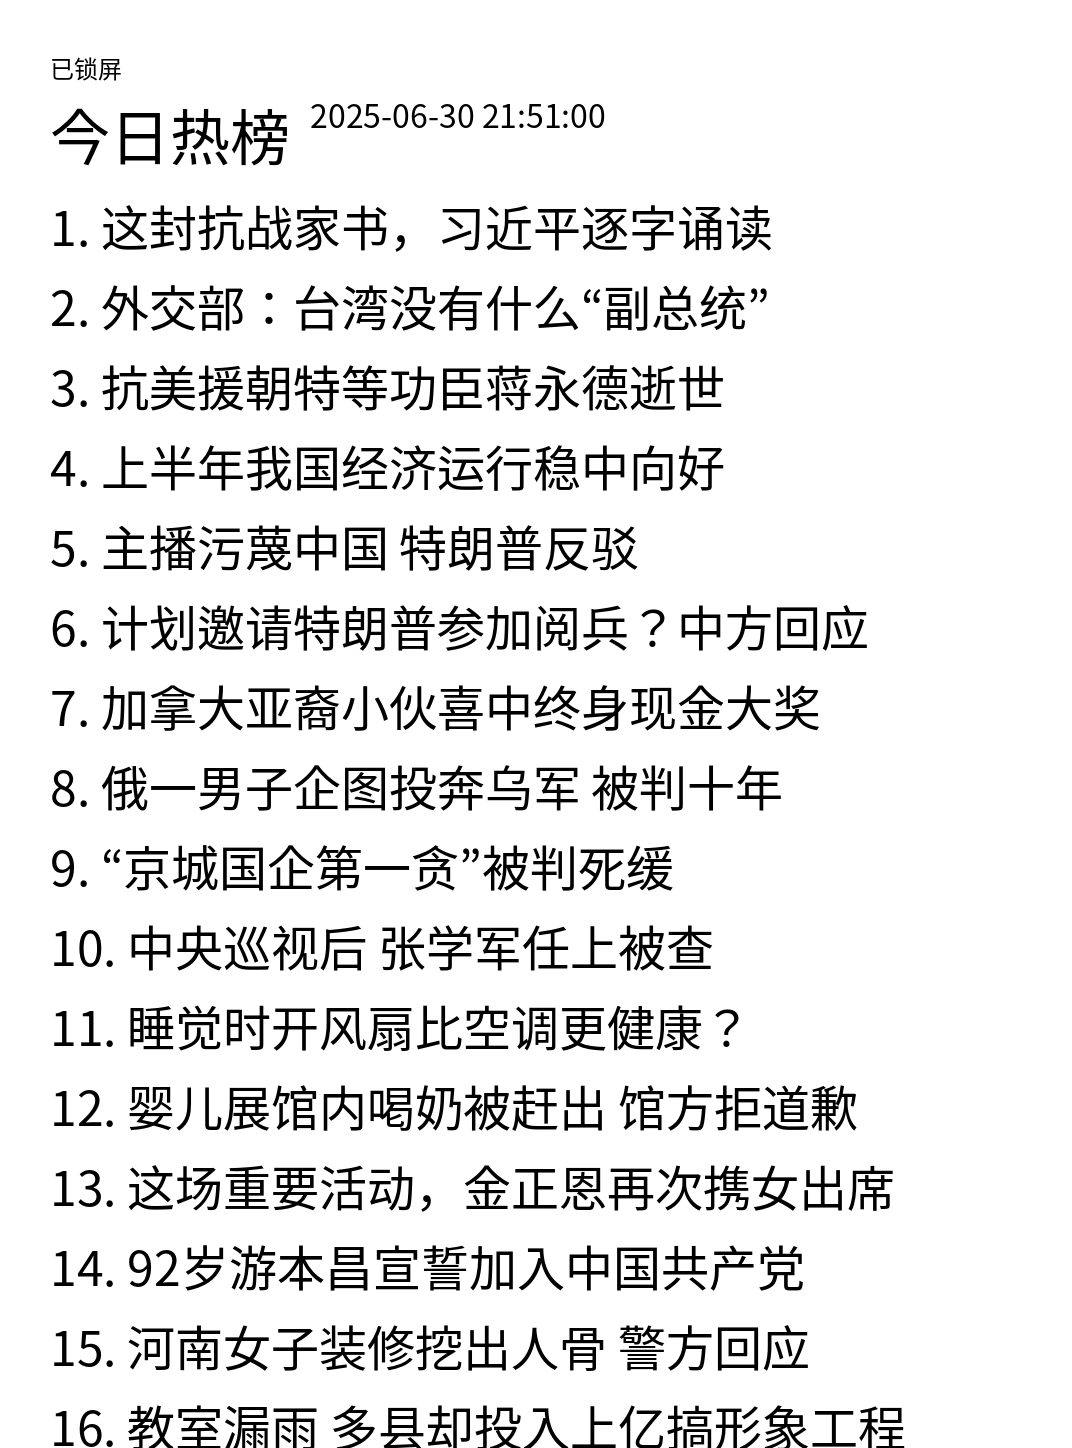 已锁屏
今日热榜 2025-06-30 21:51:00
1. 这封抗战家书，习近平逐字诵读
2. 外交部：台湾没有什么“副总统”
3. 抗美援朝特等功臣蒋永德逝世
4. 上半年我国经济运行稳中向好
5. 主播污蔑中国 特朗普反驳
6. 计划邀请特朗普参加阅兵？中方回应
7. 加拿大亚裔小伙喜中终身现金大奖
8. 俄一男子企图投奔乌军 被判十年
9. “京城国企第一贪”被判死缓
10. 中央巡视后 张学军任上被查
11. 睡觉时开风扇比空调更健康？
12. 婴儿展馆内喝奶被赶出 馆方拒道歉
13. 这场重要活动，金正恩再次携女出席
14. 92岁游本昌宣誓加入中国共产党
15. 河南女子装修挖出人骨 警方回应
16. 教室漏雨 多县却投入上亿搞形象工程